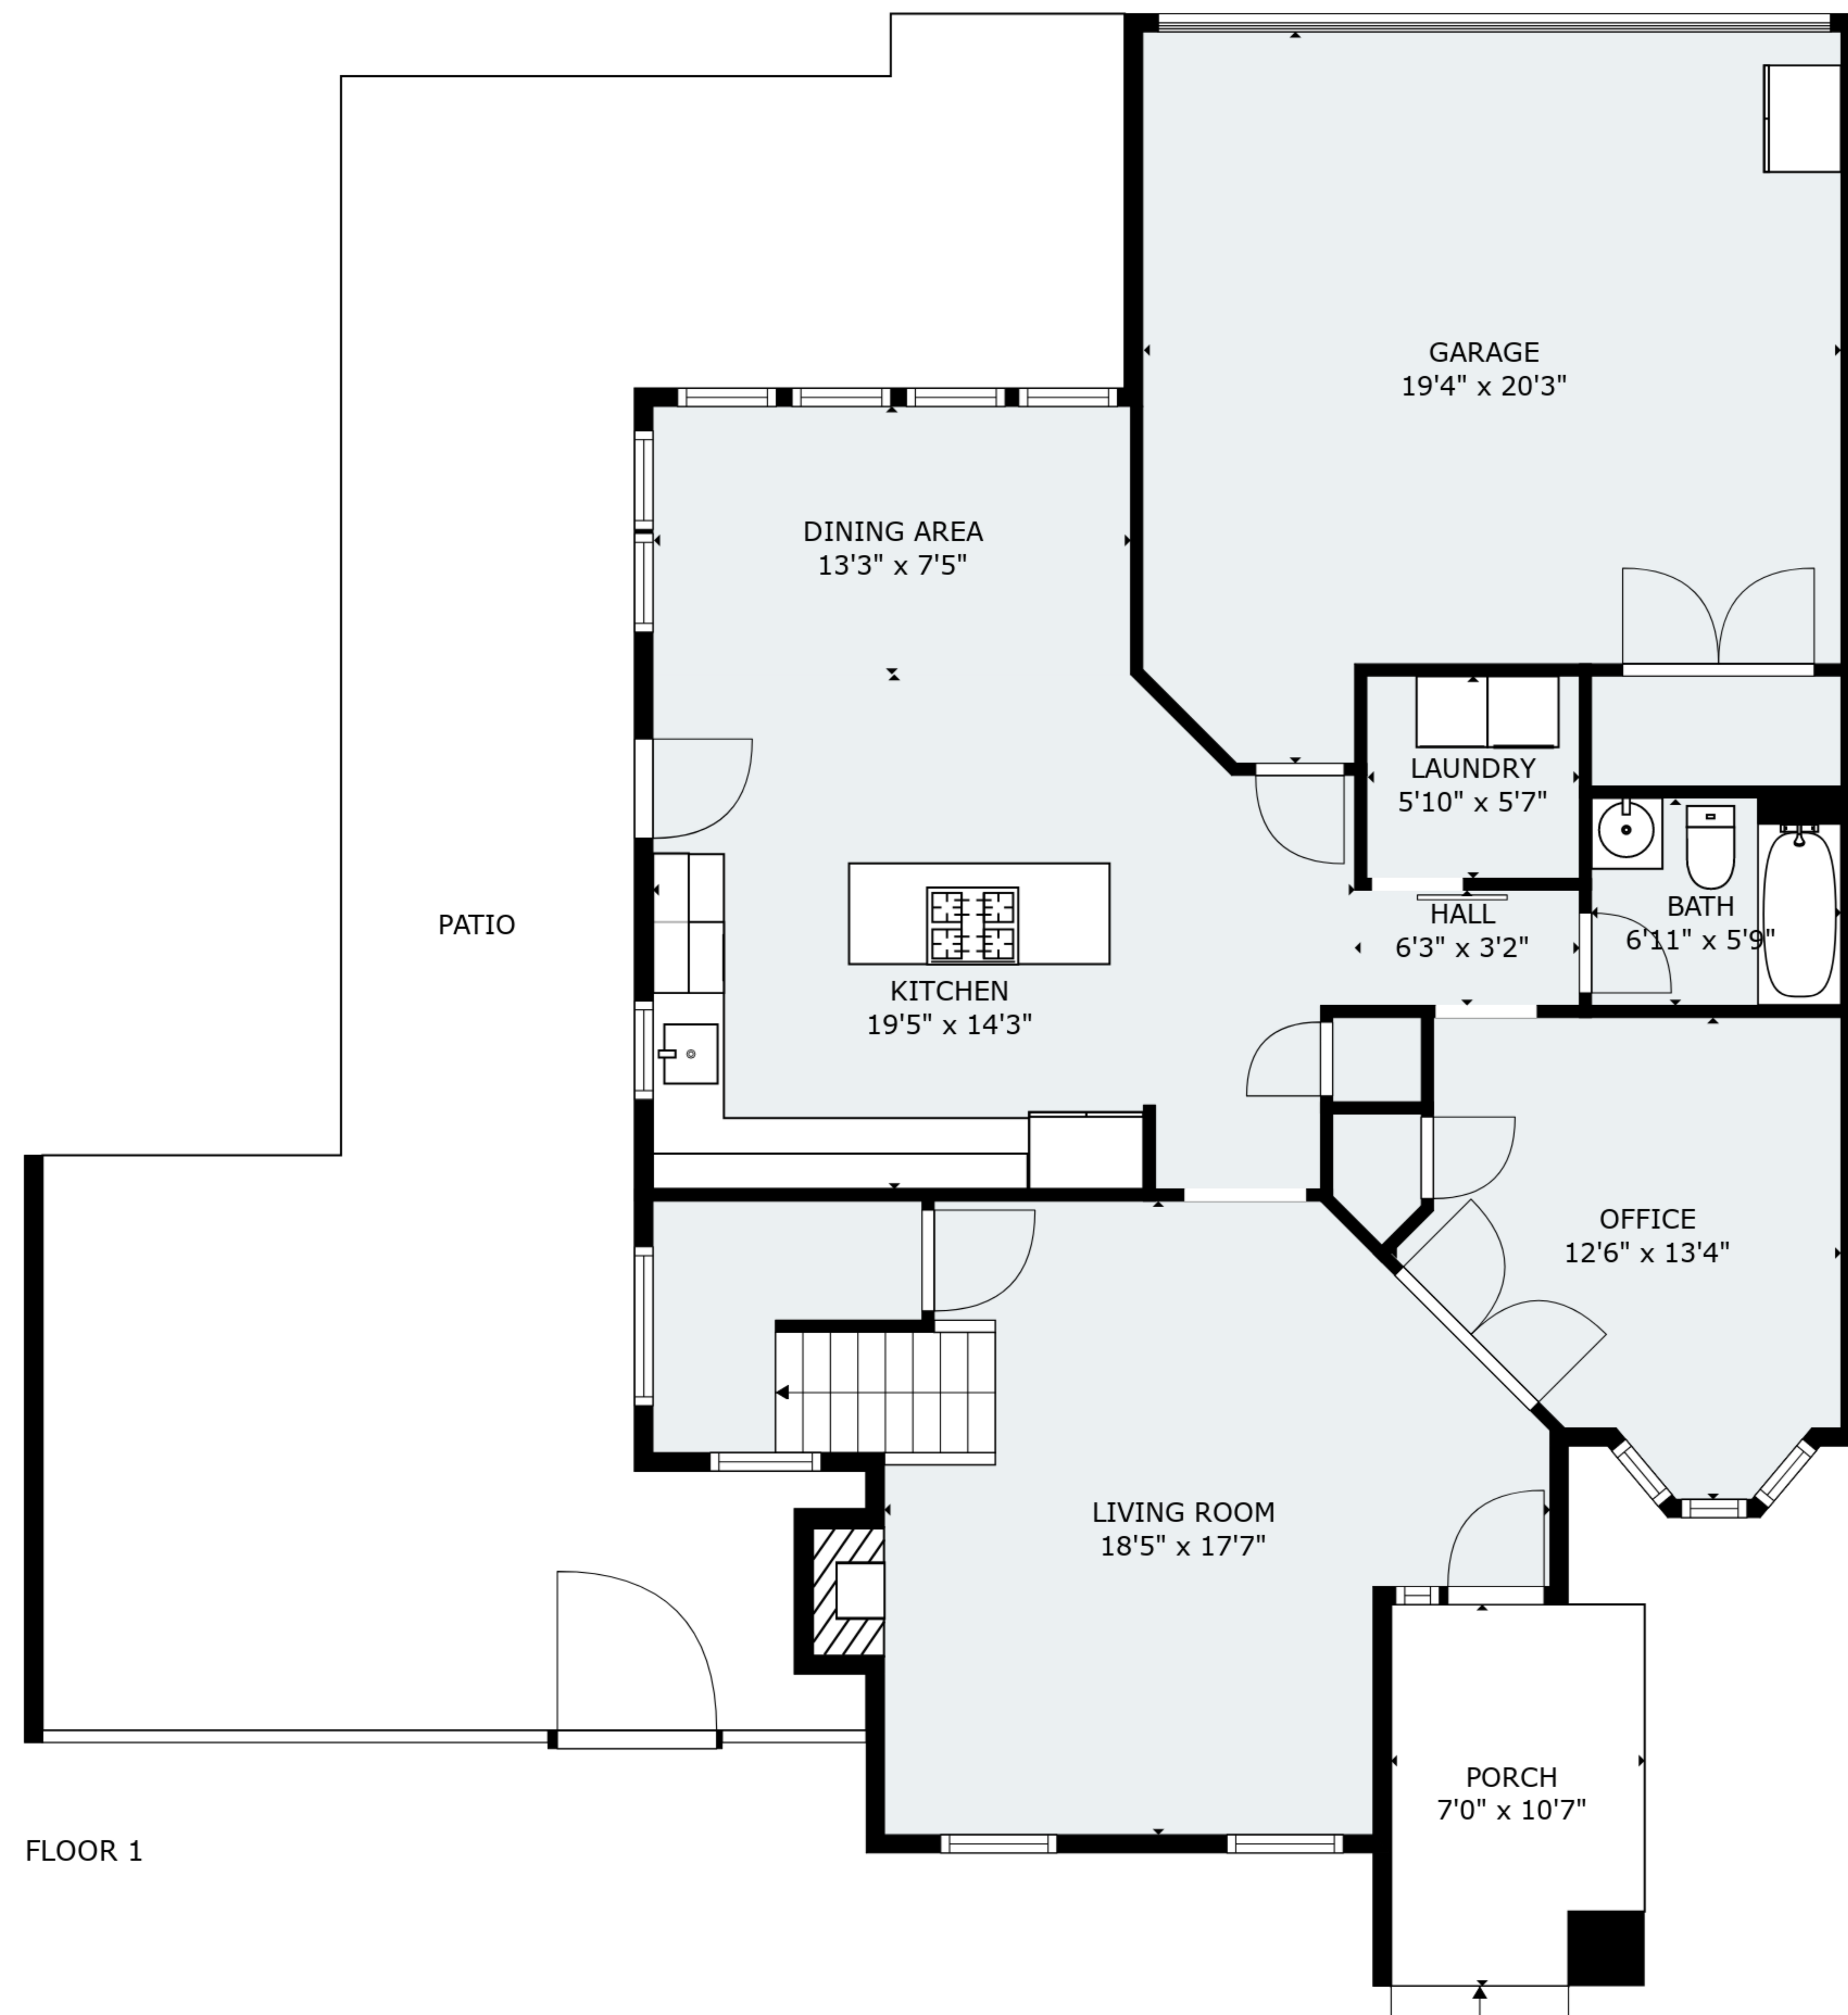 GARAGE
19'4" x 20'3"
DINING AREA
13'3" x 7'5"
LAUNDRY
5'10" x 5'7"
PATIO
HALL
6'3" x 3'2"
BATH
6'11" x 5'9"
KITCHEN
19'5" x 14'3"
OFFICE
12'6" x 13'4"
LIVING ROOM
18'5" x 17'7"
PORCH
7'0" x 10'7"
FLOOR 1